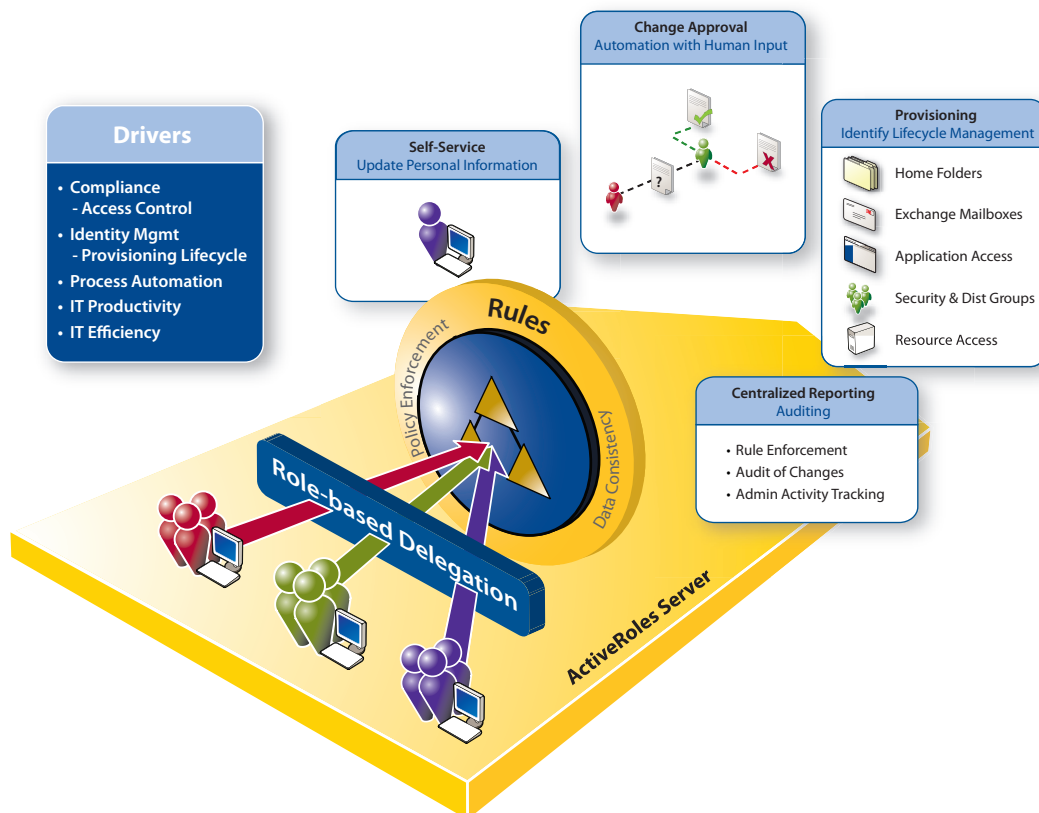 Change Approval
Automation with Human Input
?
Drivers
• Compliance
- Access Control
• Identity Mgmt
- Provisioning Lifecycle
• Process Automation
• IT Productivity
• IT Efficiency
Self-Service
Update Personal Information
Provisioning
Identify Lifecycle Management
Home Folders
Exchange Mailboxes
Application Access
Security & Dist Groups
Resource Access
Rules
Policy Enforcement
Data Consistency
Centralized Reporting
Auditing
• Rule Enforcement
• Audit of Changes
• Admin Activity Tracking
Role-based Delegation
ActiveRoles Server